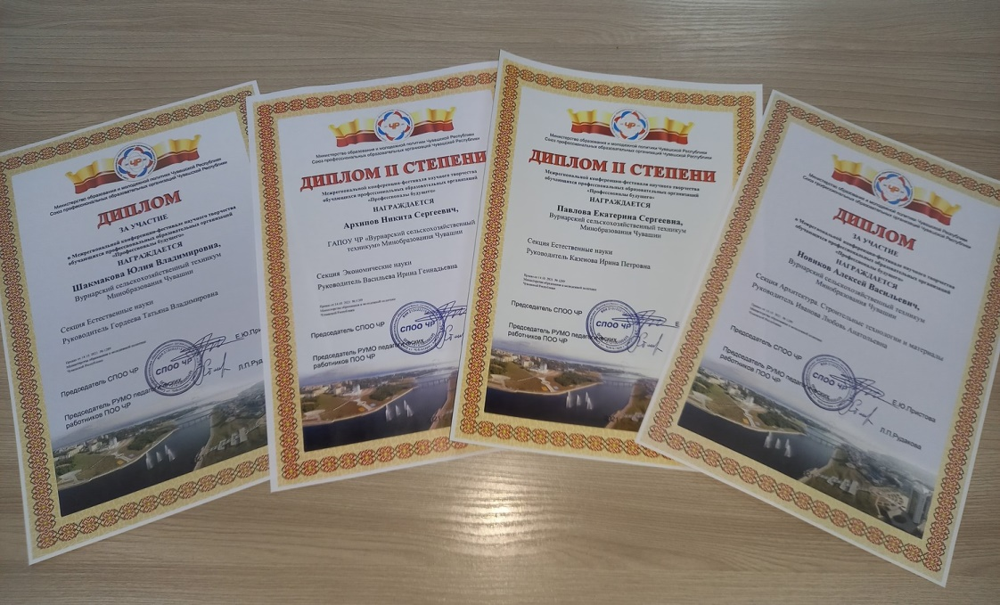 ЧР
Министерство образования и молодежной политики Чувашской Республики
Союз профессиональных образовательных организаций Чувашской Республики
ДИПЛОМ
ЗА УЧАСТИЕ
в Межрегиональной конференции-фестивале научного творчества
обучающихся профессиональных образовательных организаций
«Профессионалы будущего»
НАГРАЖДАЕТСЯ
Шакмакова Юлия Владимировна,
Вурнарский сельскохозяйственный техникум
Минобразования Чувашии
Секция Естественные науки
Руководитель Гордеева Татьяна Владимировна
Председатель СПОО ЧР
Е.Ю.При
Председатель РУМО педагогических
работников ПОО ЧР
Л.П.Руд
СПОО ЧР
ЧР
Министерство образования и молодежной политики Чувашской Республики
Союз профессиональных образовательных организаций Чувашской Республики
ДИПЛОМ II СТЕПЕНИ
Межрегиональной конференции-фестиваля научного творчества
обучающихся профессиональных образовательных организаций
«Профессионалы будущего»
НАГРАЖДАЕТСЯ
Архипов Никита Сергеевич,
ГАПОУ ЧР «Вурнарский сельскохозяйственный
техникум» Минобразования Чувашии
Секция Экономические науки
Руководитель Васильева Ирина Геннадьевна
Председатель СПОО ЧР
Председатель РУМО педагогических
работников ПОО ЧР
СПОО ЧР
ЧР
Министерство образования и молодежной политики Чувашской Республики
Союз профессиональных образовательных организаций Чувашской Республики
ДИПЛОМ II СТЕПЕНИ
Межрегиональной конференции-фестиваля научного творчества
обучающихся профессиональных образовательных организаций
«Профессионалы будущего»
НАГРАЖДАЕТСЯ
Павлова Екатерина Сергеевна,
Вурнарский сельскохозяйственный техникум
Минобразования Чувашии
Секция Естественные науки
Руководитель Казенова Ирина Петровна
Председатель СПОО ЧР
Председатель РУМО педагогических
работников ПОО ЧР
СПОО ЧР
ЧР
Министерство образования и молодежной политики Чувашской Республики
Союз профессиональных образовательных организаций Чувашской Республики
ДИПЛОМ
ЗА УЧАСТИЕ
в Межрегиональной конференции-фестивале научного творчества
обучающихся профессиональных образовательных организаций
«Профессионалы будущего»
НАГРАЖДАЕТСЯ
Новиков Алексей Васильевич,
Вурнарский сельскохозяйственный техникум
Минобразования Чувашии
Секция Архитектура. Строительные технологии и материалы
Руководитель Иванова Любовь Анатольевна
Председатель СПОО ЧР
Е.Ю.Пристова
Председатель РУМО педагогических
работников ПОО ЧР
Л.П.Рудакова
СПОО ЧР